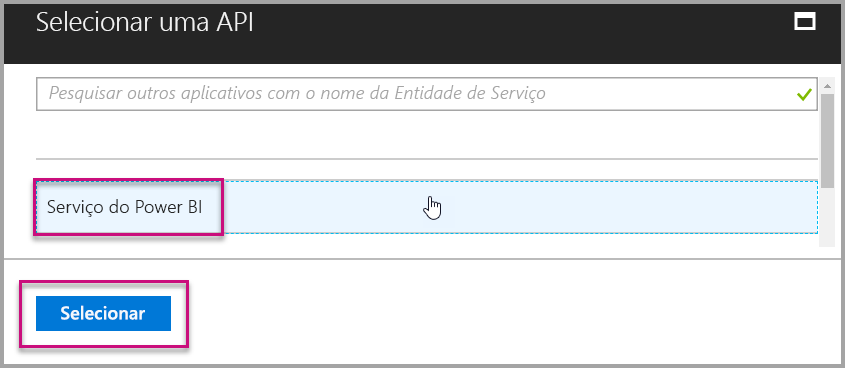 Selecionar uma API
Pesquisar outros aplicativos com o nome da Entidade de Serviço
Serviço do Power BI
Selecionar